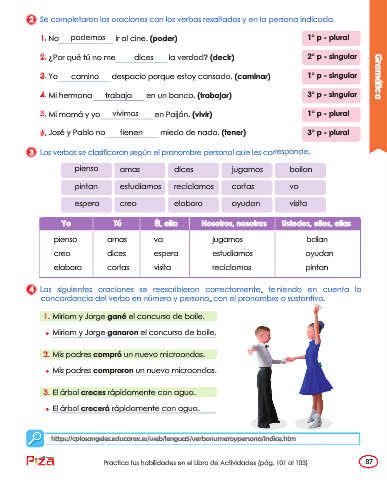 2 Se completaron las oraciones con los verbos resaltados y en la persona indicada.
1. No podemos ir al cine. (poder) 1° p - plural
2. ¿Por qué tú no me dices la verdad? (decir) 2° p - singular
3. Yo camino despacio porque estoy cansado. (caminar) 1° p - singular
4. Mi hermana trabaja en un banco. (trabajar) 3° p - singular
5. Mi mamá y yo vivimos en Paiján. (vivir) 1° p - plural
6. José y Pablo no tienen miedo de nada. (tener) 3° p - plural
Gramática
3 Los verbos se clasificaron según el pronombre personal que les corresponde.
pienso amas dices jugamos bailan
pintan estudiamos reciclamos cortas va
espera creo elaboro ayudan visita
Yo Tú Él, ella Nosotros, nosotras Ustedes, ellos, ellas
pienso amas va jugamos bailan
creo dices espera estudiamos ayudan
elaboro cortas visita reciclamos pintan
4 Las siguientes oraciones se reescribieron correctamente, teniendo en cuenta la
concordancia del verbo en número y persona, con el pronombre o sustantivo.
1. Miriam y Jorge gané el concurso de baile.
• Miriam y Jorge ganaron el concurso de baile.
2. Mis padres compró un nuevo microondas.
• Mis padres compraron un nuevo microondas.
3. El árbol creces rápidamente con agua.
• El árbol crecerá rápidamente con agua.
https://cplosangeles.educarex.es/web/lengua5/verbonumeroypersona/indice.htm
Practica tus habilidades en el Libro de Actividades (pág. 101 al 103)
87